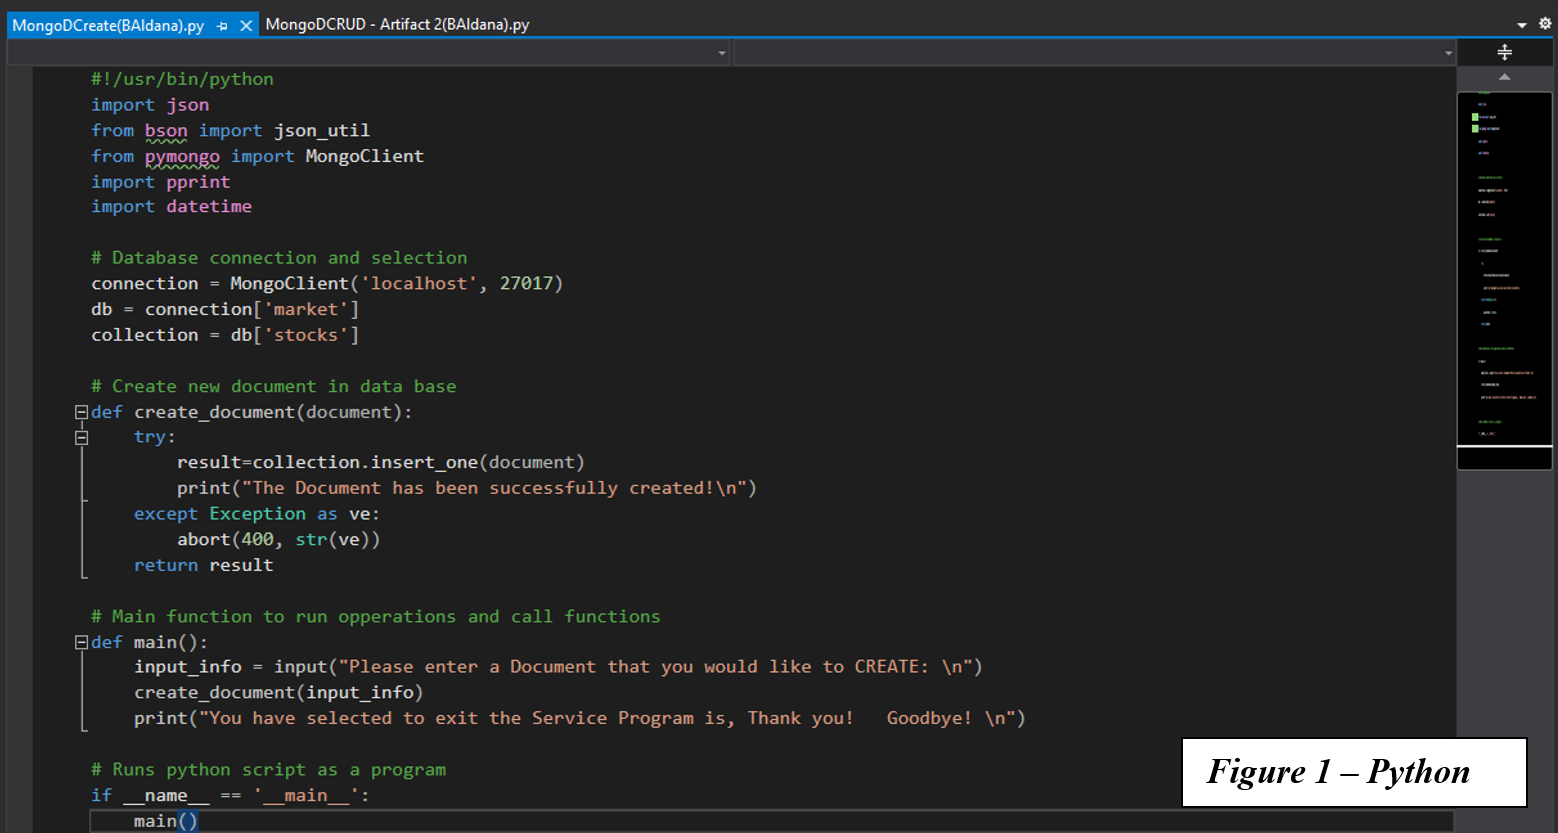 MongoDCreate(BAldana).py
MongoDCRUD - Artifact 2(BAldana).py
#!/usr/bin/python
import json
from bson import json_util
from pymongo import MongoClient
import pprint
import datetime
# Database connection and selection
connection = MongoClient('localhost', 27017)
db = connection['market']
collection = db['stocks']
# Create new document in data base
def create_document(document):
    try:
        result=collection.insert_one(document)
        print("The Document has been successfully created!\n")
    except Exception as ve:
        abort(400, str(ve))
    return result
# Main function to run opperations and call functions
def main():
    input_info = input("Please enter a Document that you would like to CREATE: \n")
    create_document(input_info)
    print("You have selected to exit the Service Program is, Thank you!   Goodbye! \n")
# Runs python script as a program
if __name__ == '__main__':
    main()
Figure 1 – Python